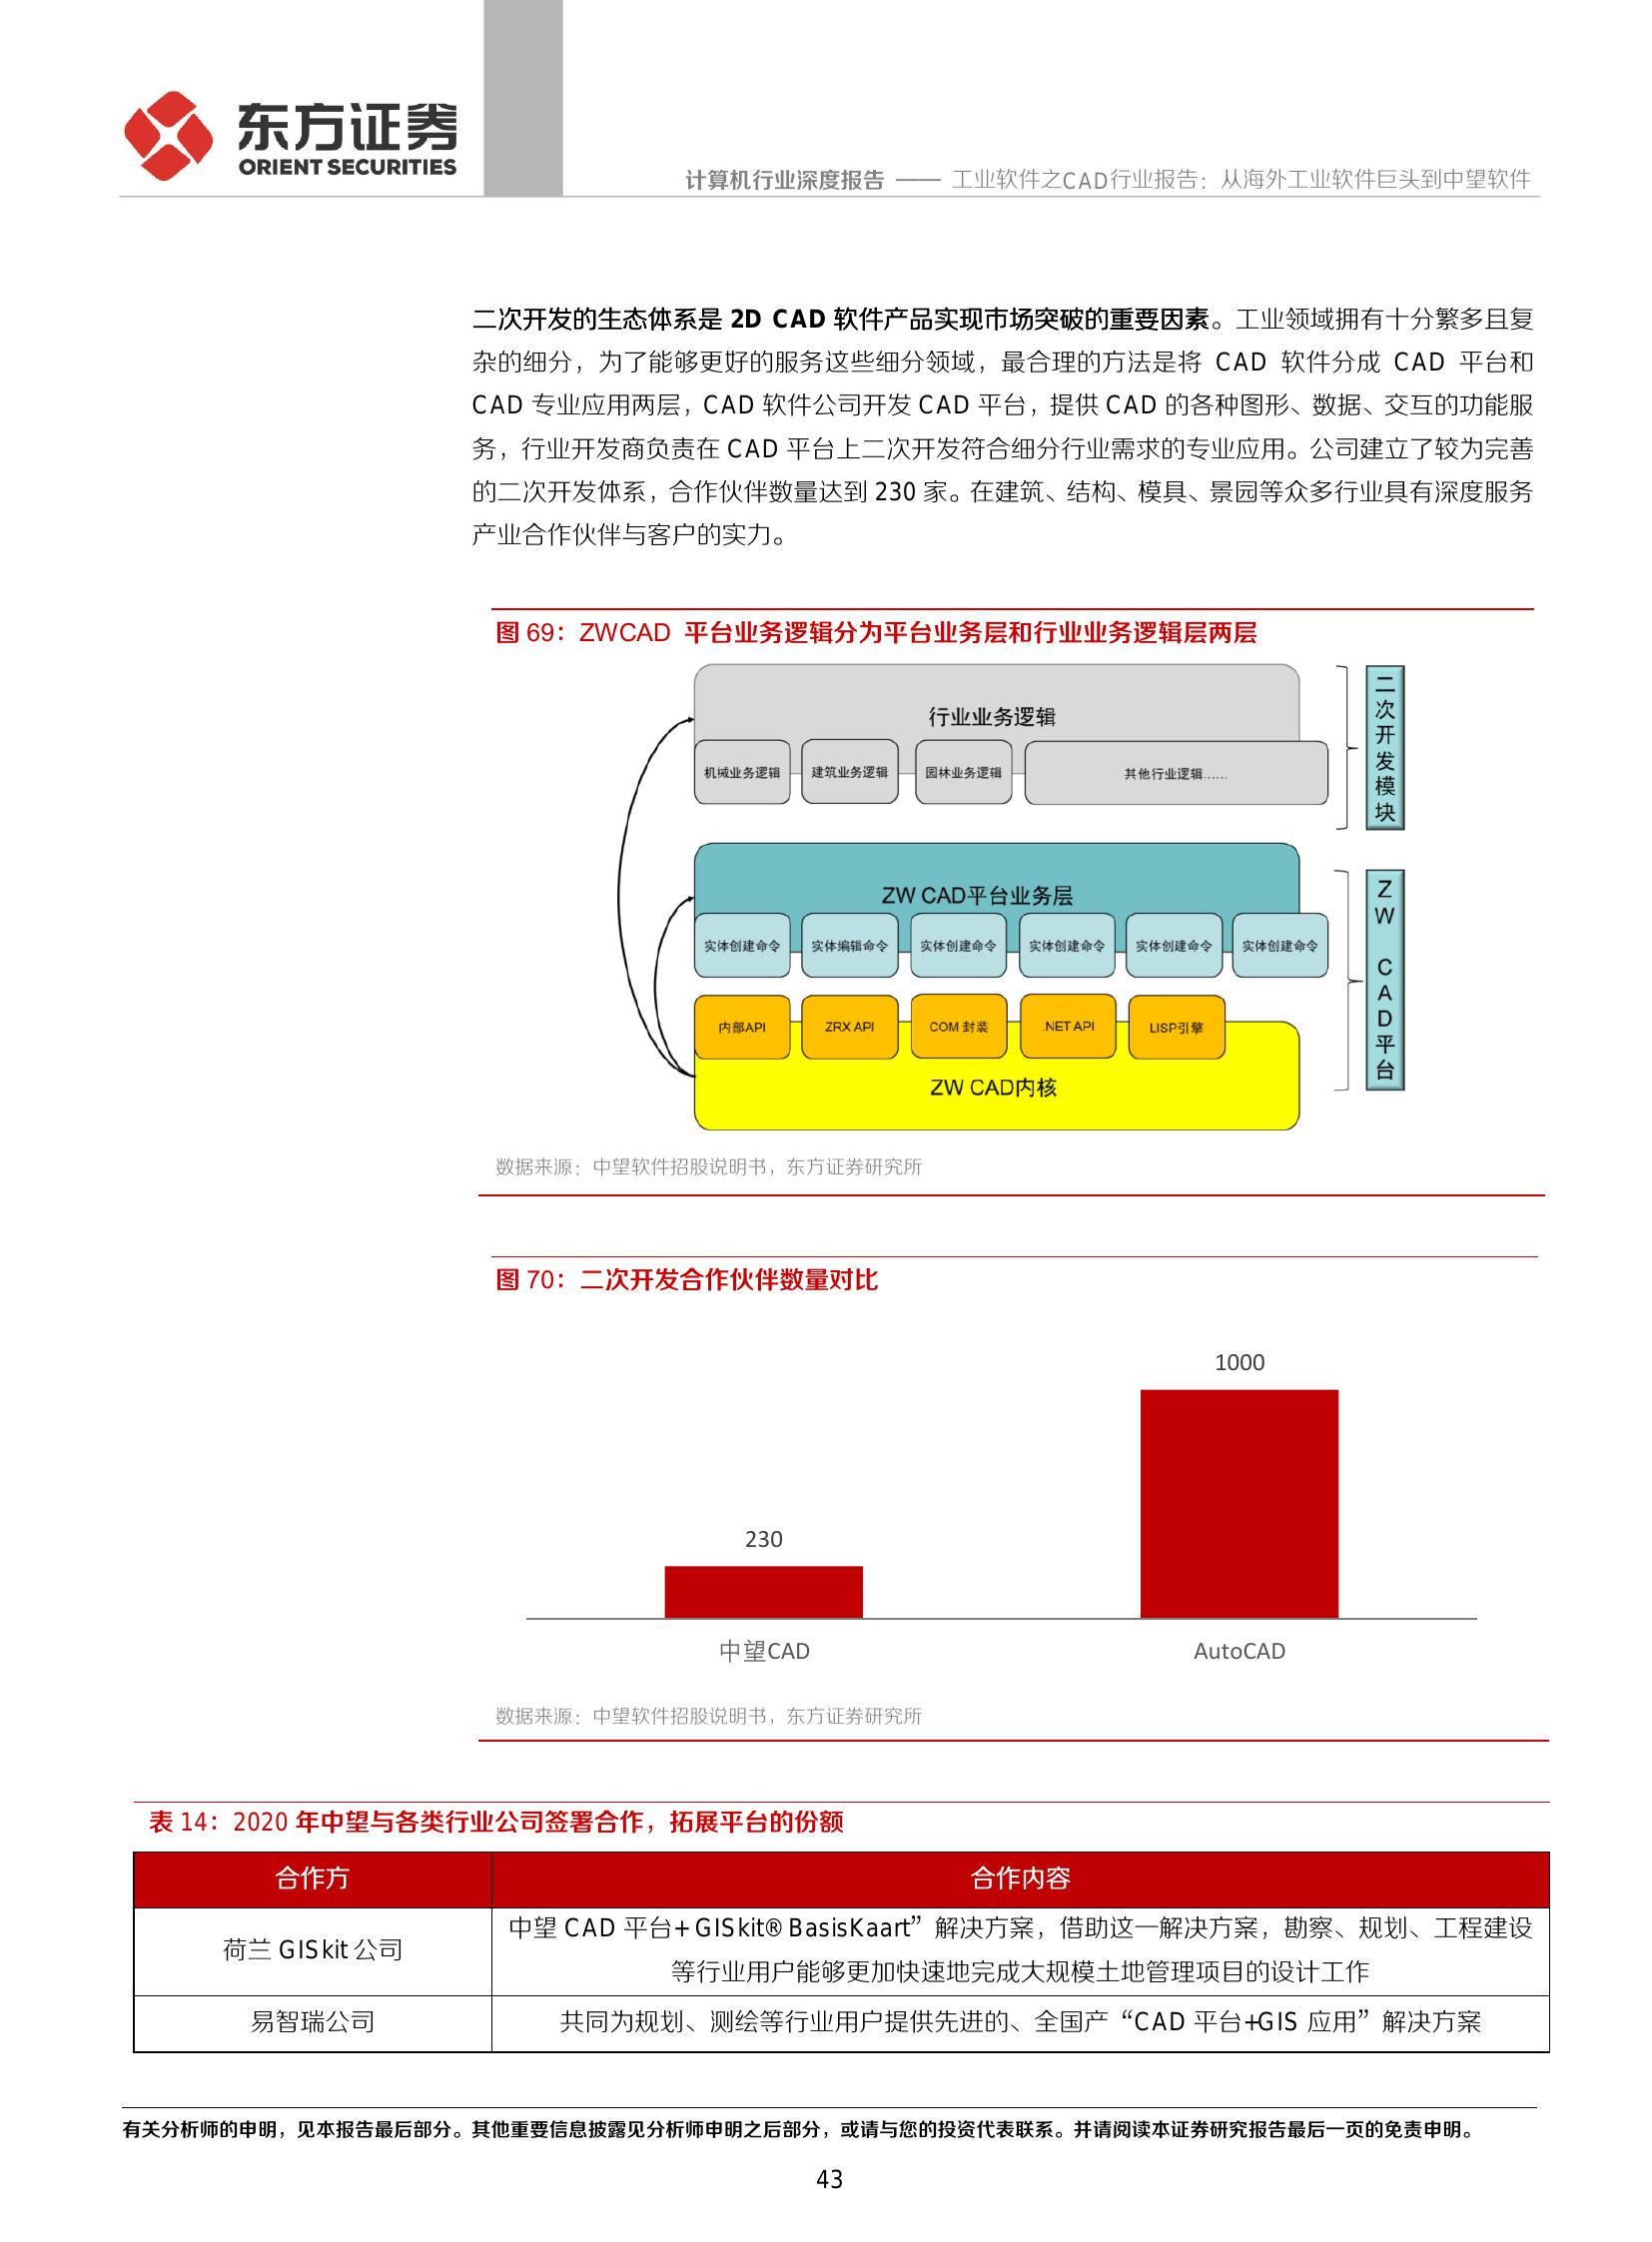 东方证券
ORIENT SECURITIES
计算机行业深度报告 —— 工业软件之CAD行业报告：从海外工业软件巨头到中望软件
二次开发的生态体系是 2D CAD 软件产品实现市场突破的重要因素。工业领域拥有十分繁多且复
杂的细分，为了能够更好的服务这些细分领域，最合理的方法是将 CAD 软件分成 CAD 平台和
CAD 专业应用两层，CAD 软件公司开发 CAD 平台，提供 CAD 的各种图形、数据、交互的功能服
务，行业开发商负责在 CAD 平台上二次开发符合细分行业需求的专业应用。公司建立了较为完善
的二次开发体系，合作伙伴数量达到 230 家。在建筑、结构、模具、景园等众多行业具有深度服务
产业合作伙伴与客户的实力。
图 69：ZWCAD 平台业务逻辑分为平台业务层和行业业务逻辑层两层
行业业务逻辑
机械业务逻辑 建筑业务逻辑 园林业务逻辑 其他行业逻辑......
二次开发模块
ZW CAD平台业务层
实体创建命令 实体编辑命令 实体创建命令 实体创建命令 实体创建命令 实体创建命令
内部API ZRX API COM 封装 .NET API LISP引擎
ZW CAD内核
ZW CAD平台
数据来源：中望软件招股说明书，东方证券研究所
图 70：二次开发合作伙伴数量对比
1000
230
中望CAD AutoCAD
数据来源：中望软件招股说明书，东方证券研究所
表 14：2020 年中望与各类行业公司签署合作，拓展平台的份额
合作方 合作内容
荷兰 GISkit 公司 中望 CAD 平台+ GISkit® BasisKaart”解决方案，借助这一解决方案，勘察、规划、工程建设
等行业用户能够更加快速地完成大规模土地管理项目的设计工作
易智瑞公司 共同为规划、测绘等行业用户提供先进的、全国产“CAD 平台+GIS 应用”解决方案
有关分析师的申明，见本报告最后部分。其他重要信息披露见分析师申明之后部分，或请与您的投资代表联系。并请阅读本证券研究报告最后一页的免责申明。
43